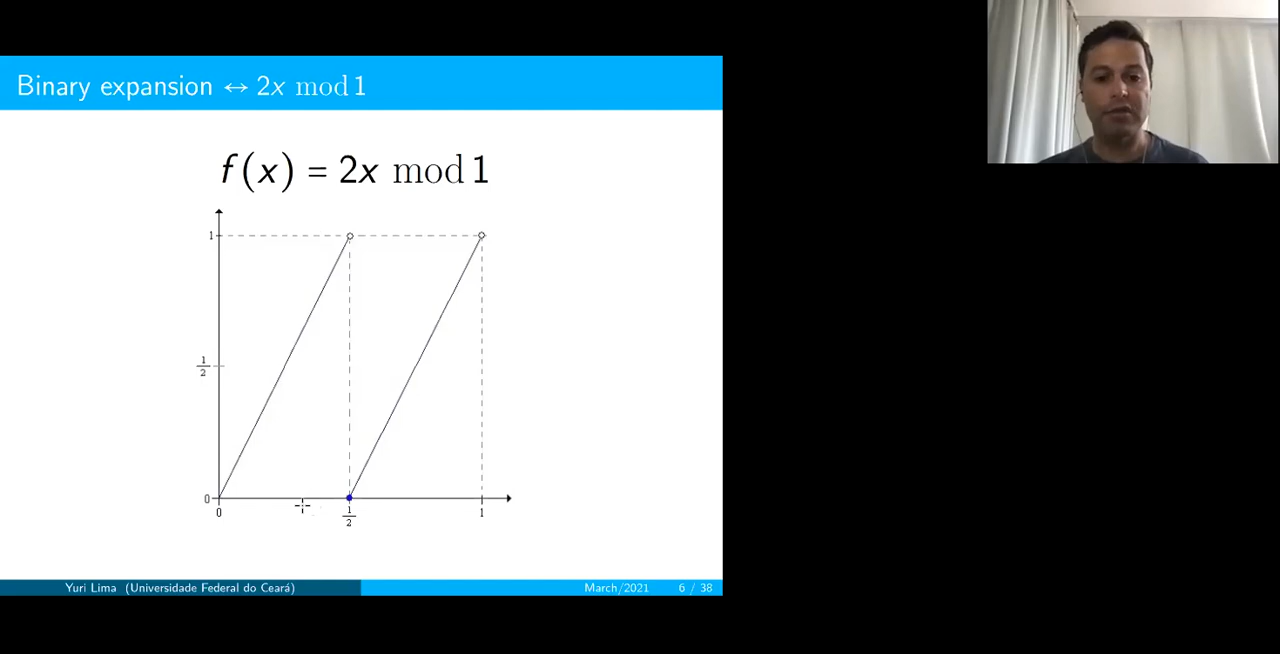 Binary expansion ↔ 2x mod 1
f(x) = 2x mod 1
1
1/2
0
0
1/2
1
Yuri Lima (Universidade Federal do Ceará)
March/2021
6 / 38